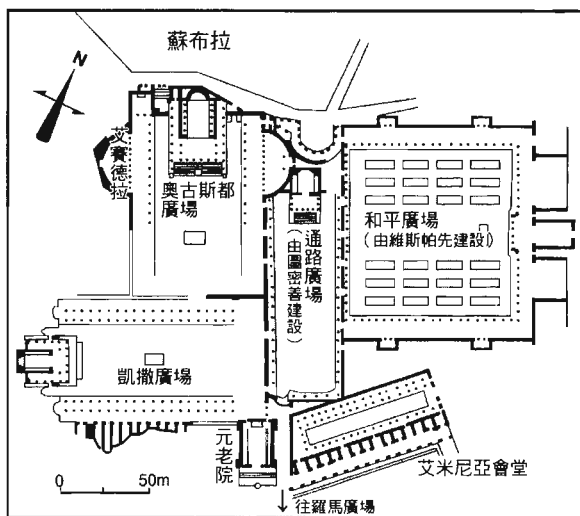 蘇布拉
N
艾賽德拉
奧古斯都
廣場
和平廣場
(由維斯帕先建設)
通路廣場
(由圖密善建設)
凱撒廣場
元老院
艾米尼亞會堂
0 50m
往羅馬廣場